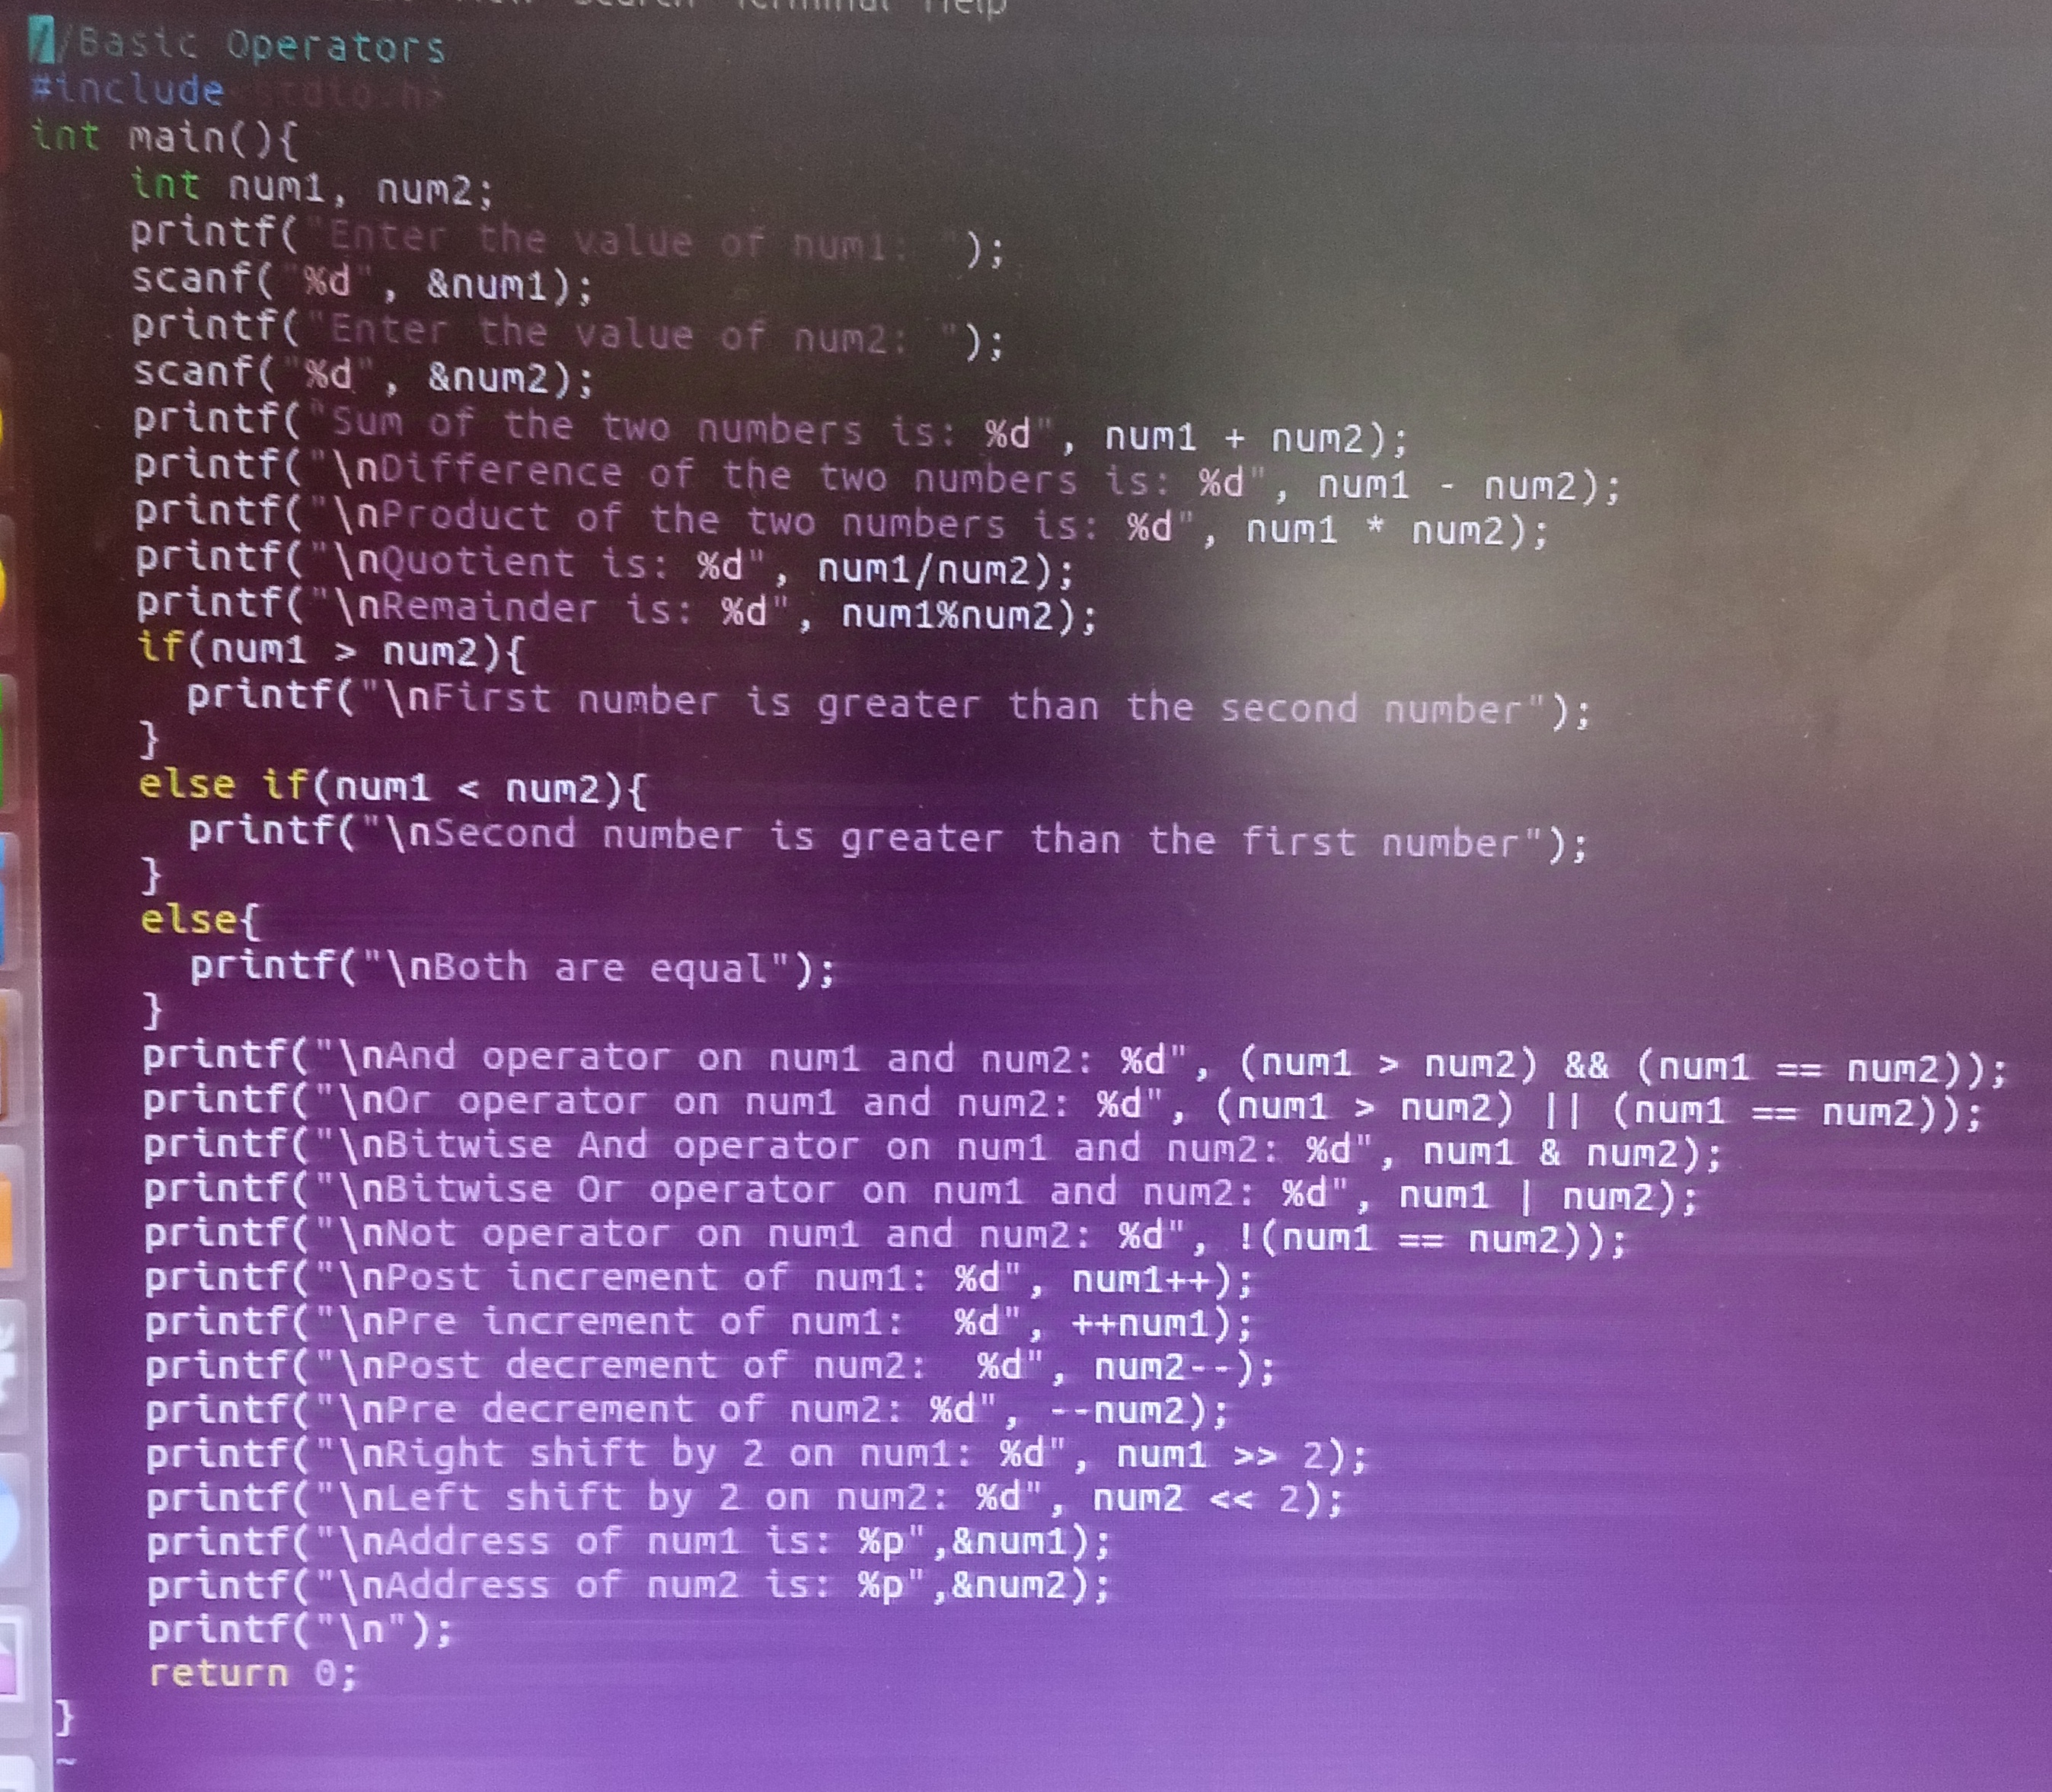 Search Terminal Help
//Basic Operators
#include<stdio.h>
int main(){
    int num1, num2;
    printf("Enter the value of num1:  ");
    scanf("%d", &num1);
    printf("Enter the value of num2:  ");
    scanf("%d", &num2);
    printf("Sum of the two numbers is: %d", num1 + num2);
    printf("\nDifference of the two numbers is: %d", num1 - num2);
    printf("\nProduct of the two numbers is: %d", num1 * num2);
    printf("\nQuotient is: %d", num1/num2);
    printf("\nRemainder is: %d", num1%num2);
    if(num1 > num2){
      printf("\nFirst number is greater than the second number");
    }
    else if(num1 < num2){
      printf("\nSecond number is greater than the first number");
    }
    else{
      printf("\nBoth are equal");
    }
    printf("\nAnd operator on num1 and num2: %d", (num1 > num2) && (num1 == num2));
    printf("\nOr operator on num1 and num2: %d", (num1 > num2) || (num1 == num2));
    printf("\nBitwise And operator on num1 and num2: %d", num1 & num2);
    printf("\nBitwise Or operator on num1 and num2: %d", num1 | num2);
    printf("\nNot operator on num1 and num2: %d", !(num1 == num2));
    printf("\nPost increment of num1: %d", num1++);
    printf("\nPre increment of num1:  %d", ++num1);
    printf("\nPost decrement of num2:  %d", num2--);
    printf("\nPre decrement of num2: %d", --num2);
    printf("\nRight shift by 2 on num1: %d", num1 >> 2);
    printf("\nLeft shift by 2 on num2: %d", num2 << 2);
    printf("\nAddress of num1 is: %p",&num1);
    printf("\nAddress of num2 is: %p",&num2);
    printf("\n");
    return 0;
}
~